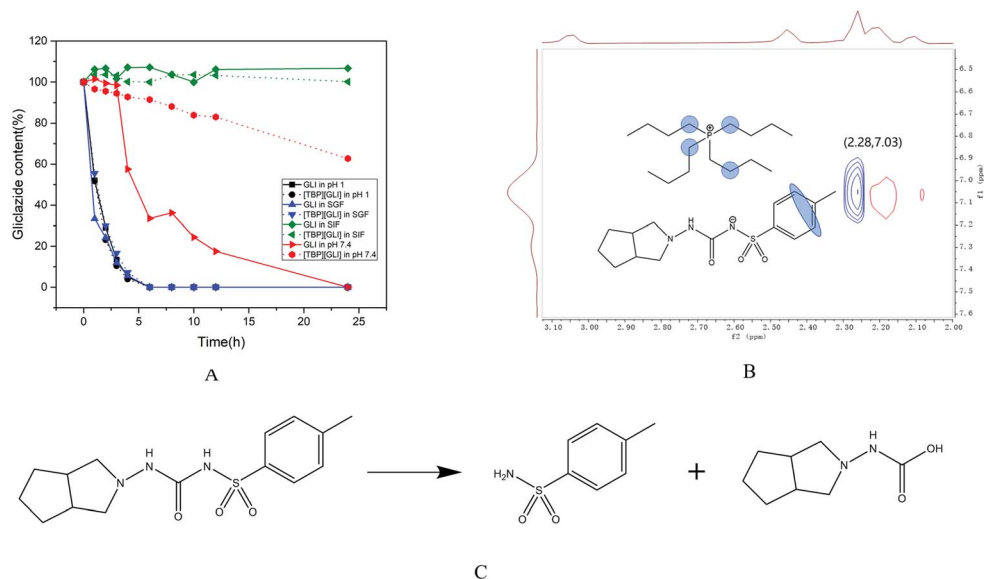 120
100
80
60
40
20
0
Gliclazide content(%)
0
5
10
15
20
25
Time(h)
GLI in pH 1
[TBP][GLI] in pH 1
GLI in SGF
[TBP][GLI] in SGF
GLI in SIF
[TBP][GLI] in SIF
GLI in pH 7.4
[TBP][GLI] in pH 7.4
A
(2.28,7.03)
P
⊕
N
NH
O
N
⊖
S
O
O
6.5
6.6
6.7
6.8
6.9
7.0
7.1
7.2
7.3
7.4
7.5
7.6
f1 (ppm)
3.10
3.00
2.90
2.80
2.70
2.60
2.50
2.40
2.30
2.20
2.10
2.00
f2 (ppm)
B
N
H
N
O
H
N
S
O
O
H₂N
S
O
O
+
N
H
N
OH
O
C